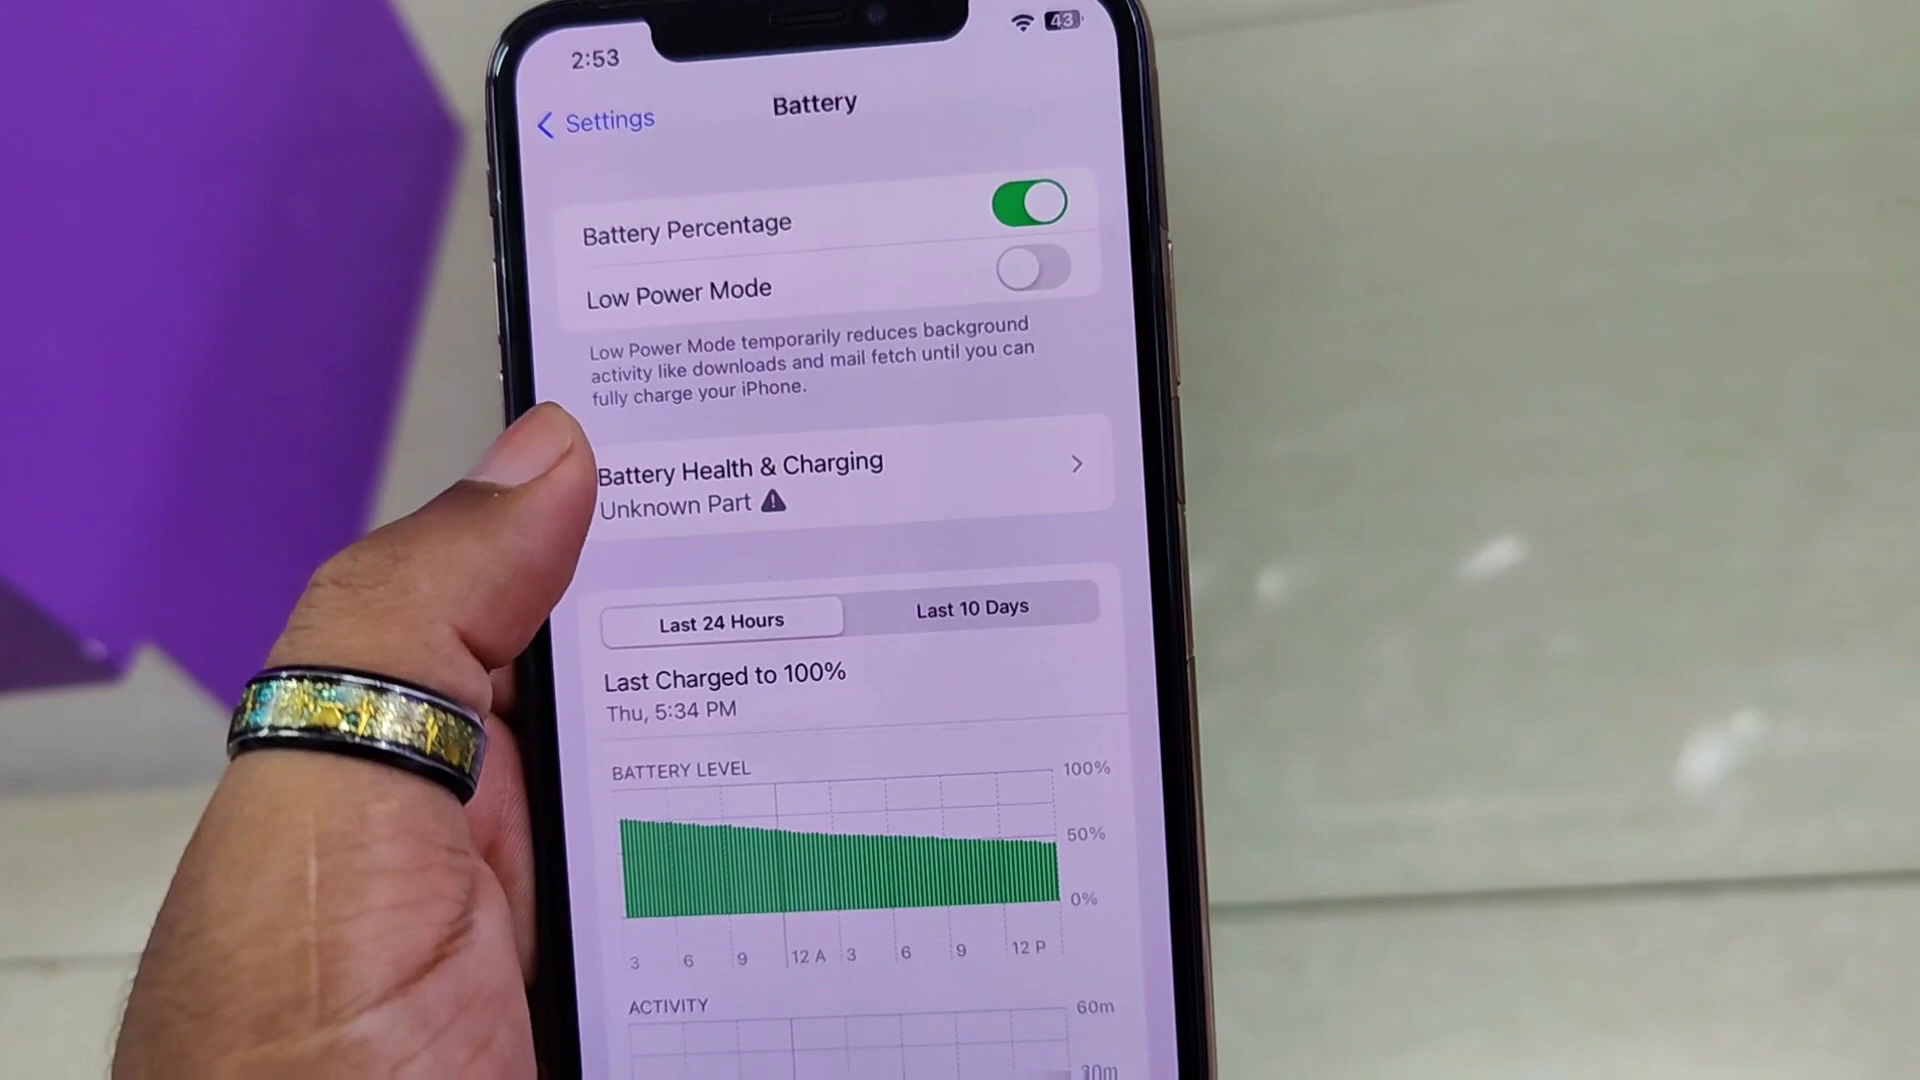 2:53
43
Settings
Battery
Battery Percentage
Low Power Mode
Low Power Mode temporarily reduces background
activity like downloads and mail fetch until you can
fully charge your iPhone.
Battery Health & Charging
Unknown Part
Last 24 Hours
Last 10 Days
Last Charged to 100%
Thu, 5:34 PM
BATTERY LEVEL
100%
50%
0%
3 6 9 12 A 3 6 9 12 P
ACTIVITY
60m
30m